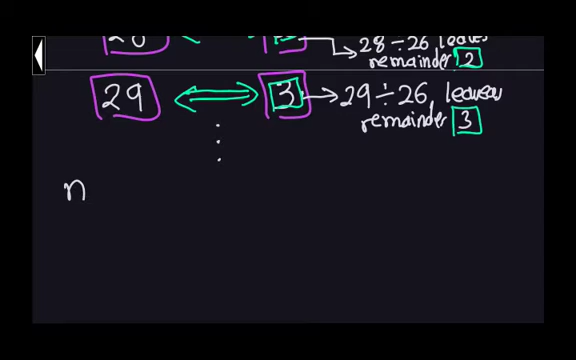 28 ÷ 26, leaves
remainder 2
29 ⟺ 3 → 29 ÷ 26, leaves
remainder 3
n